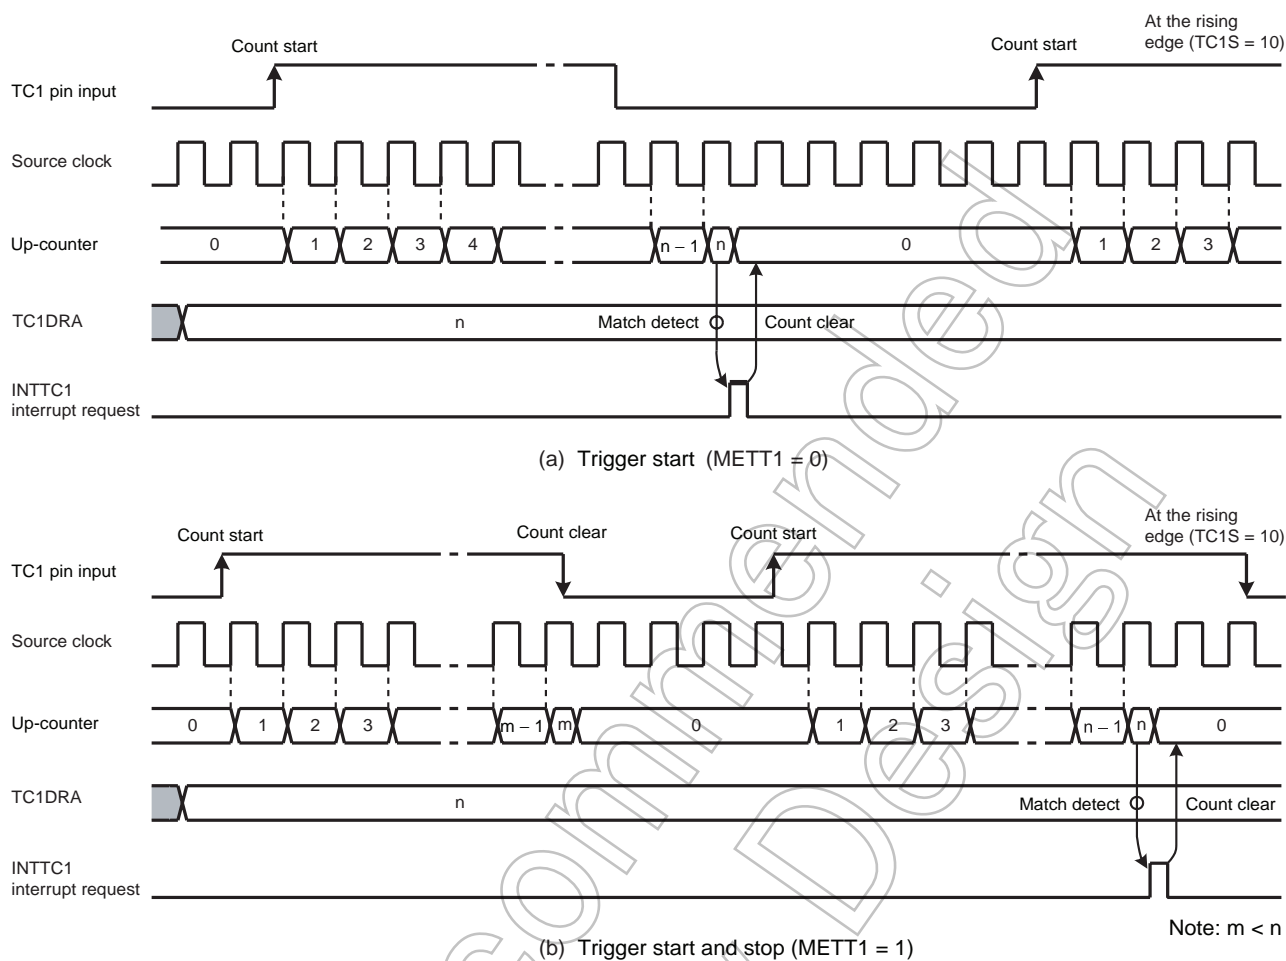 At the rising
edge (TC1S = 10)
Count start
Count start
TC1 pin input
Source clock
Up-counter
0
1
2
3
4
n – 1
n
0
1
2
3
TC1DRA
n
Match detect
Count clear
INTTC1
interrupt request
(a) Trigger start (METT1 = 0)
At the rising
edge (TC1S = 10)
Count start
Count clear
Count start
TC1 pin input
Source clock
Up-counter
0
1
2
3
m – 1
m
0
1
2
3
n – 1
n
0
TC1DRA
n
Match detect
Count clear
INTTC1
interrupt request
Note: m < n
(b) Trigger start and stop (METT1 = 1)
commended
Design